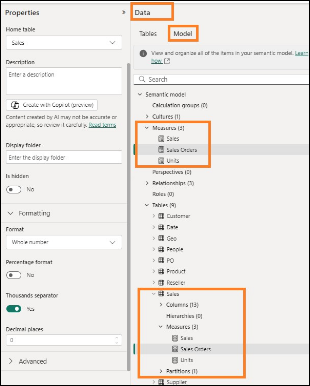 Properties
»
Home table
Sales
Description
Enter a description
Create with Copilot (preview)
Content created by AI may not be accurate or
appropriate, so review it carefully. Read terms
Display folder
Enter the display folder
Is hidden
No
Formatting
Format
Whole number
Percentage format
No
Thousands separator
Yes
Decimal places
0
Advanced
Data
Tables
Model
View and organize all of the items in your semantic model. Learn
how
Search
Semantic model
Calculation groups (0)
Cultures (1)
Measures (3)
Sales
Sales Orders
Units
Perspectives (0)
Relationships (3)
Roles (0)
Tables (9)
Customer
Date
Geo
People
PO
Product
Reseller
Sales
Columns (13)
Hierarchies (0)
Measures (3)
Sales
Sales Orders
Units
Partitions (1)
Supplier